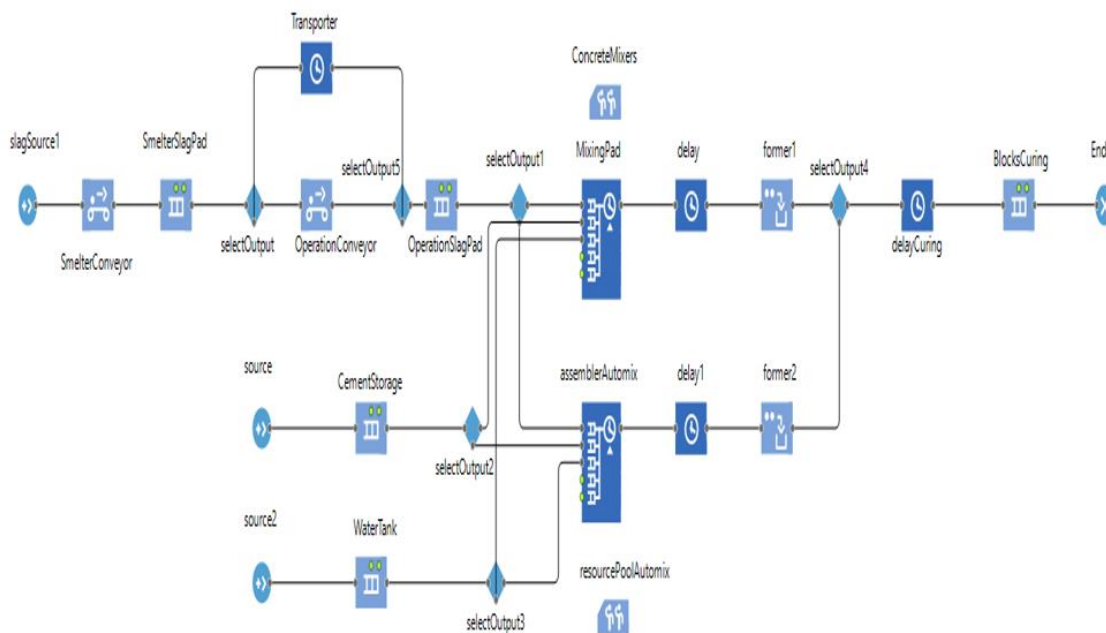 Transporter
ConcreteMixers
slagSource1
SmelterSlagPad
selectOutput5
selectOutput1
MixingPad
delay
former1
selectOutput4
BlocksCuring
End
SmelterConveyor
selectOutput
OperationConveyor
OperationSlagPad
delayCuring
source
CementStorage
assemblerAutomix
delay1
former2
selectOutput2
source2
WaterTank
resourcePoolAutomix
selectOutput3